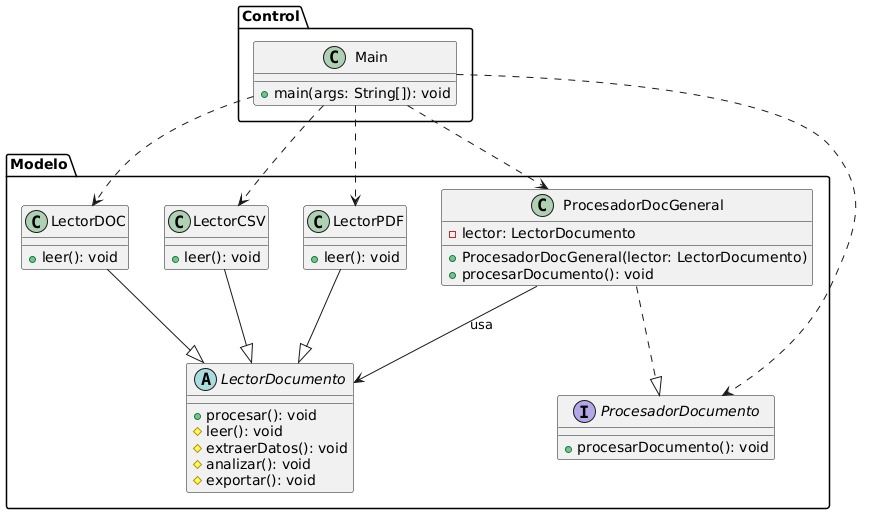 Control
C Main
main(args: String[]): void
Modelo
C LectorDOC
leer(): void
C LectorCSV
leer(): void
C LectorPDF
leer(): void
C ProcesadorDocGeneral
lector: LectorDocumento
ProcesadorDocGeneral(lector: LectorDocumento)
procesarDocumento(): void
usa
A LectorDocumento
procesar(): void
leer(): void
extraerDatos(): void
analizar(): void
exportar(): void
I ProcesadorDocumento
procesarDocumento(): void